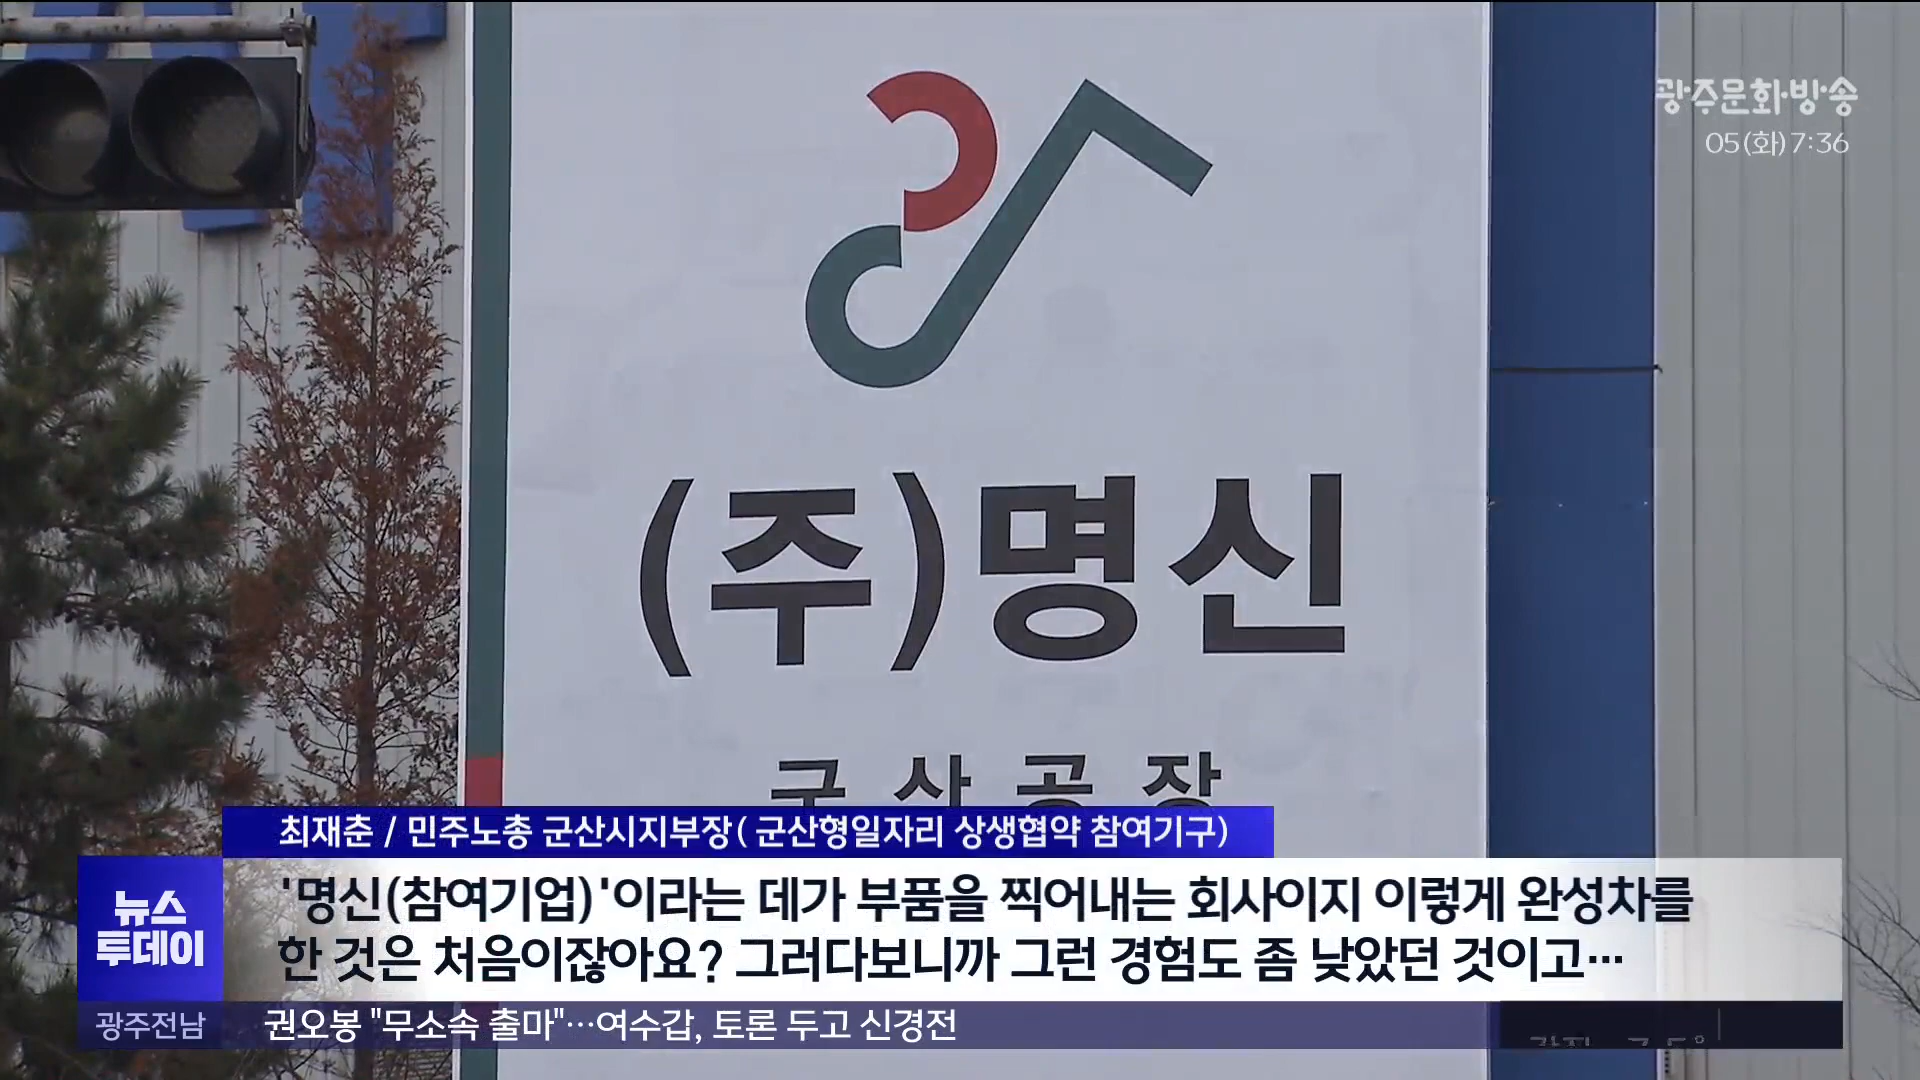 광주문화방송
05(화)7:36
(주)명신
군산공장
최재춘 / 민주노총 군산시지부장( 군산형일자리 상생협약 참여기구)
뉴스
투데이
'명신(참여기업)'이라는 데가 부품을 찍어내는 회사이지 이렇게 완성차를
한 것은 처음이잖아요? 그러다보니까 그런 경험도 좀 낮았던 것이고…
광주전남
권오봉 "무소속 출마"…여수갑, 토론 두고 신경전